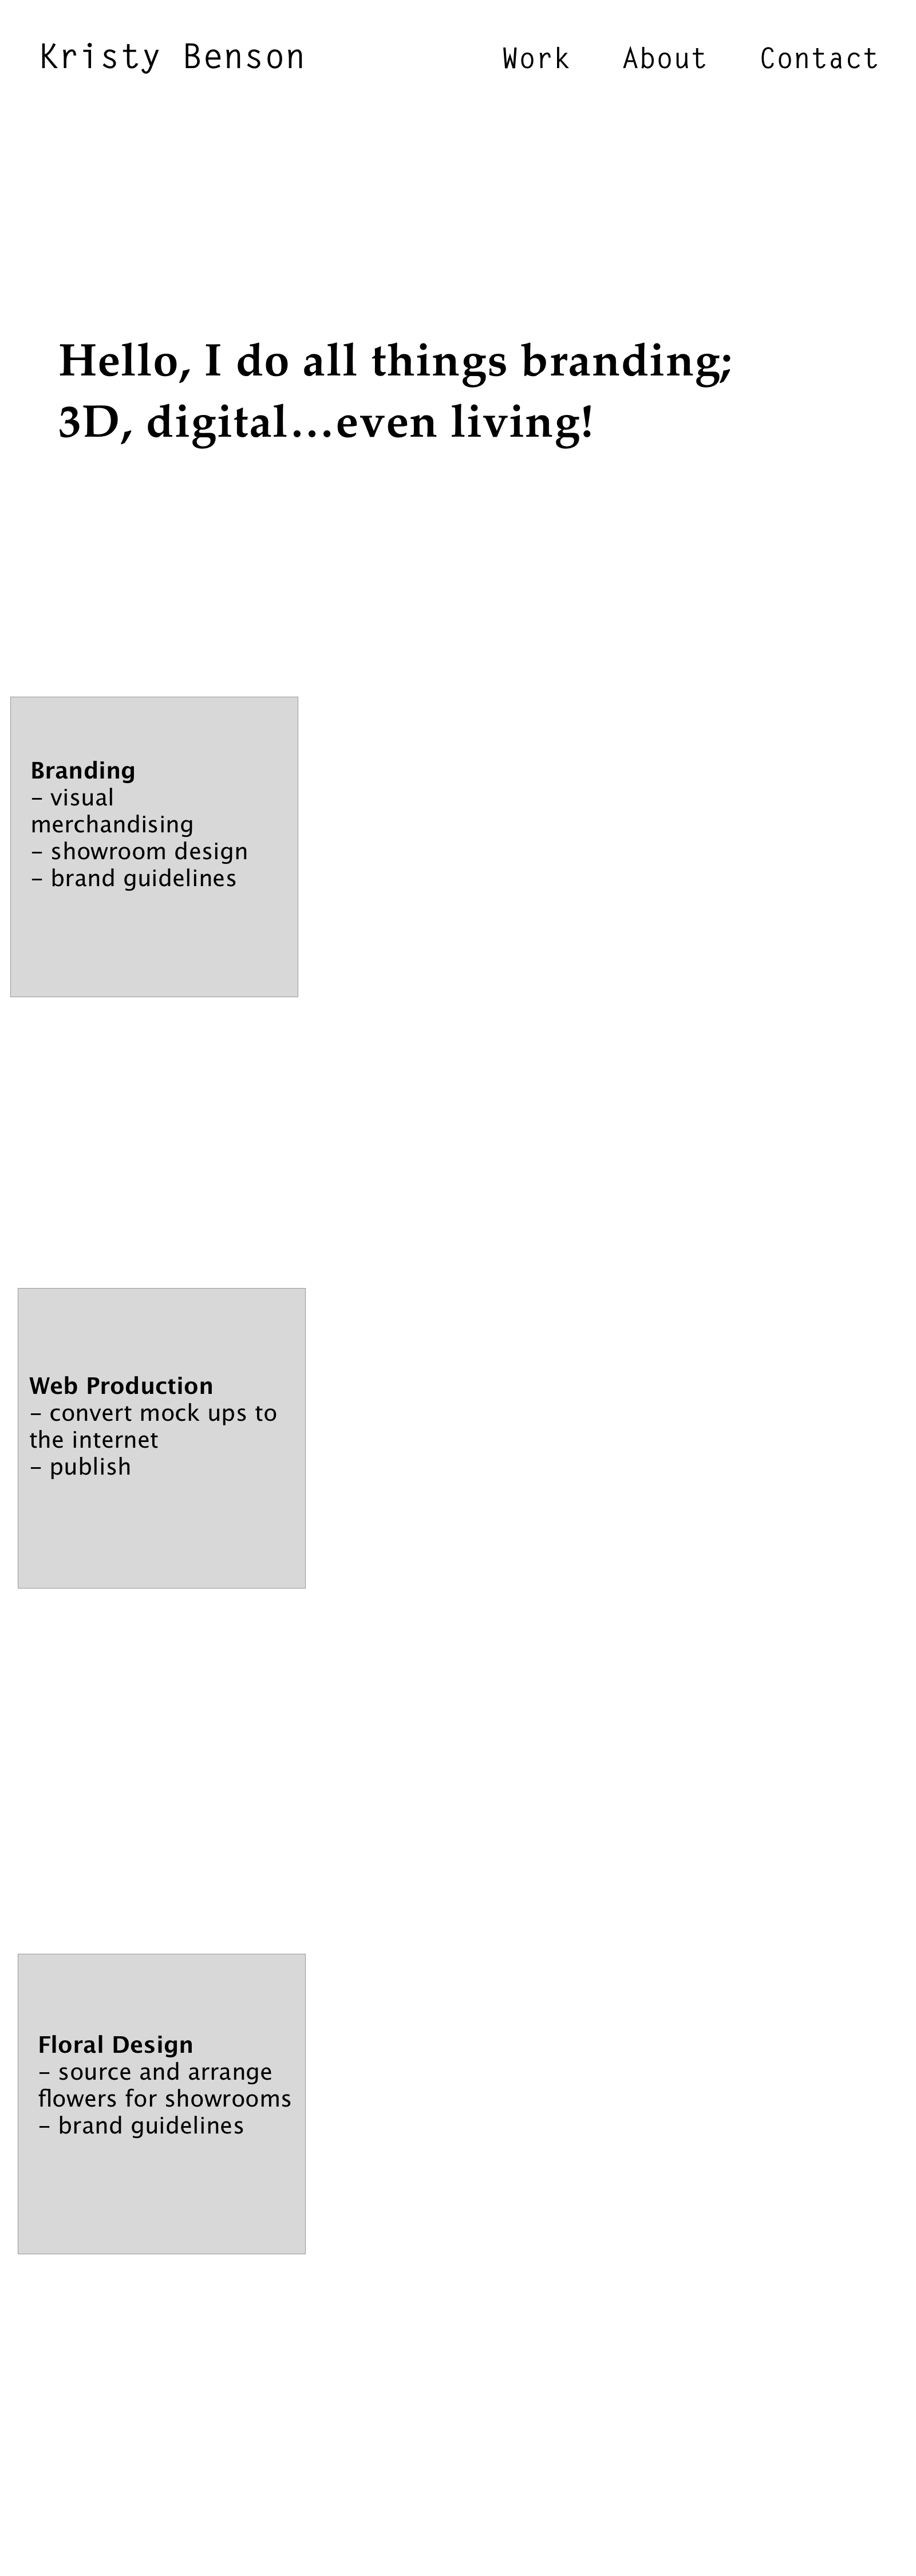 Kristy Benson Work About Contact
Hello, I do all things branding;
3D, digital...even living!
Branding
– visual
merchandising
– showroom design
– brand guidelines
Web Production
– convert mock ups to
the internet
– publish
Floral Design
– source and arrange
flowers for showrooms
– brand guidelines